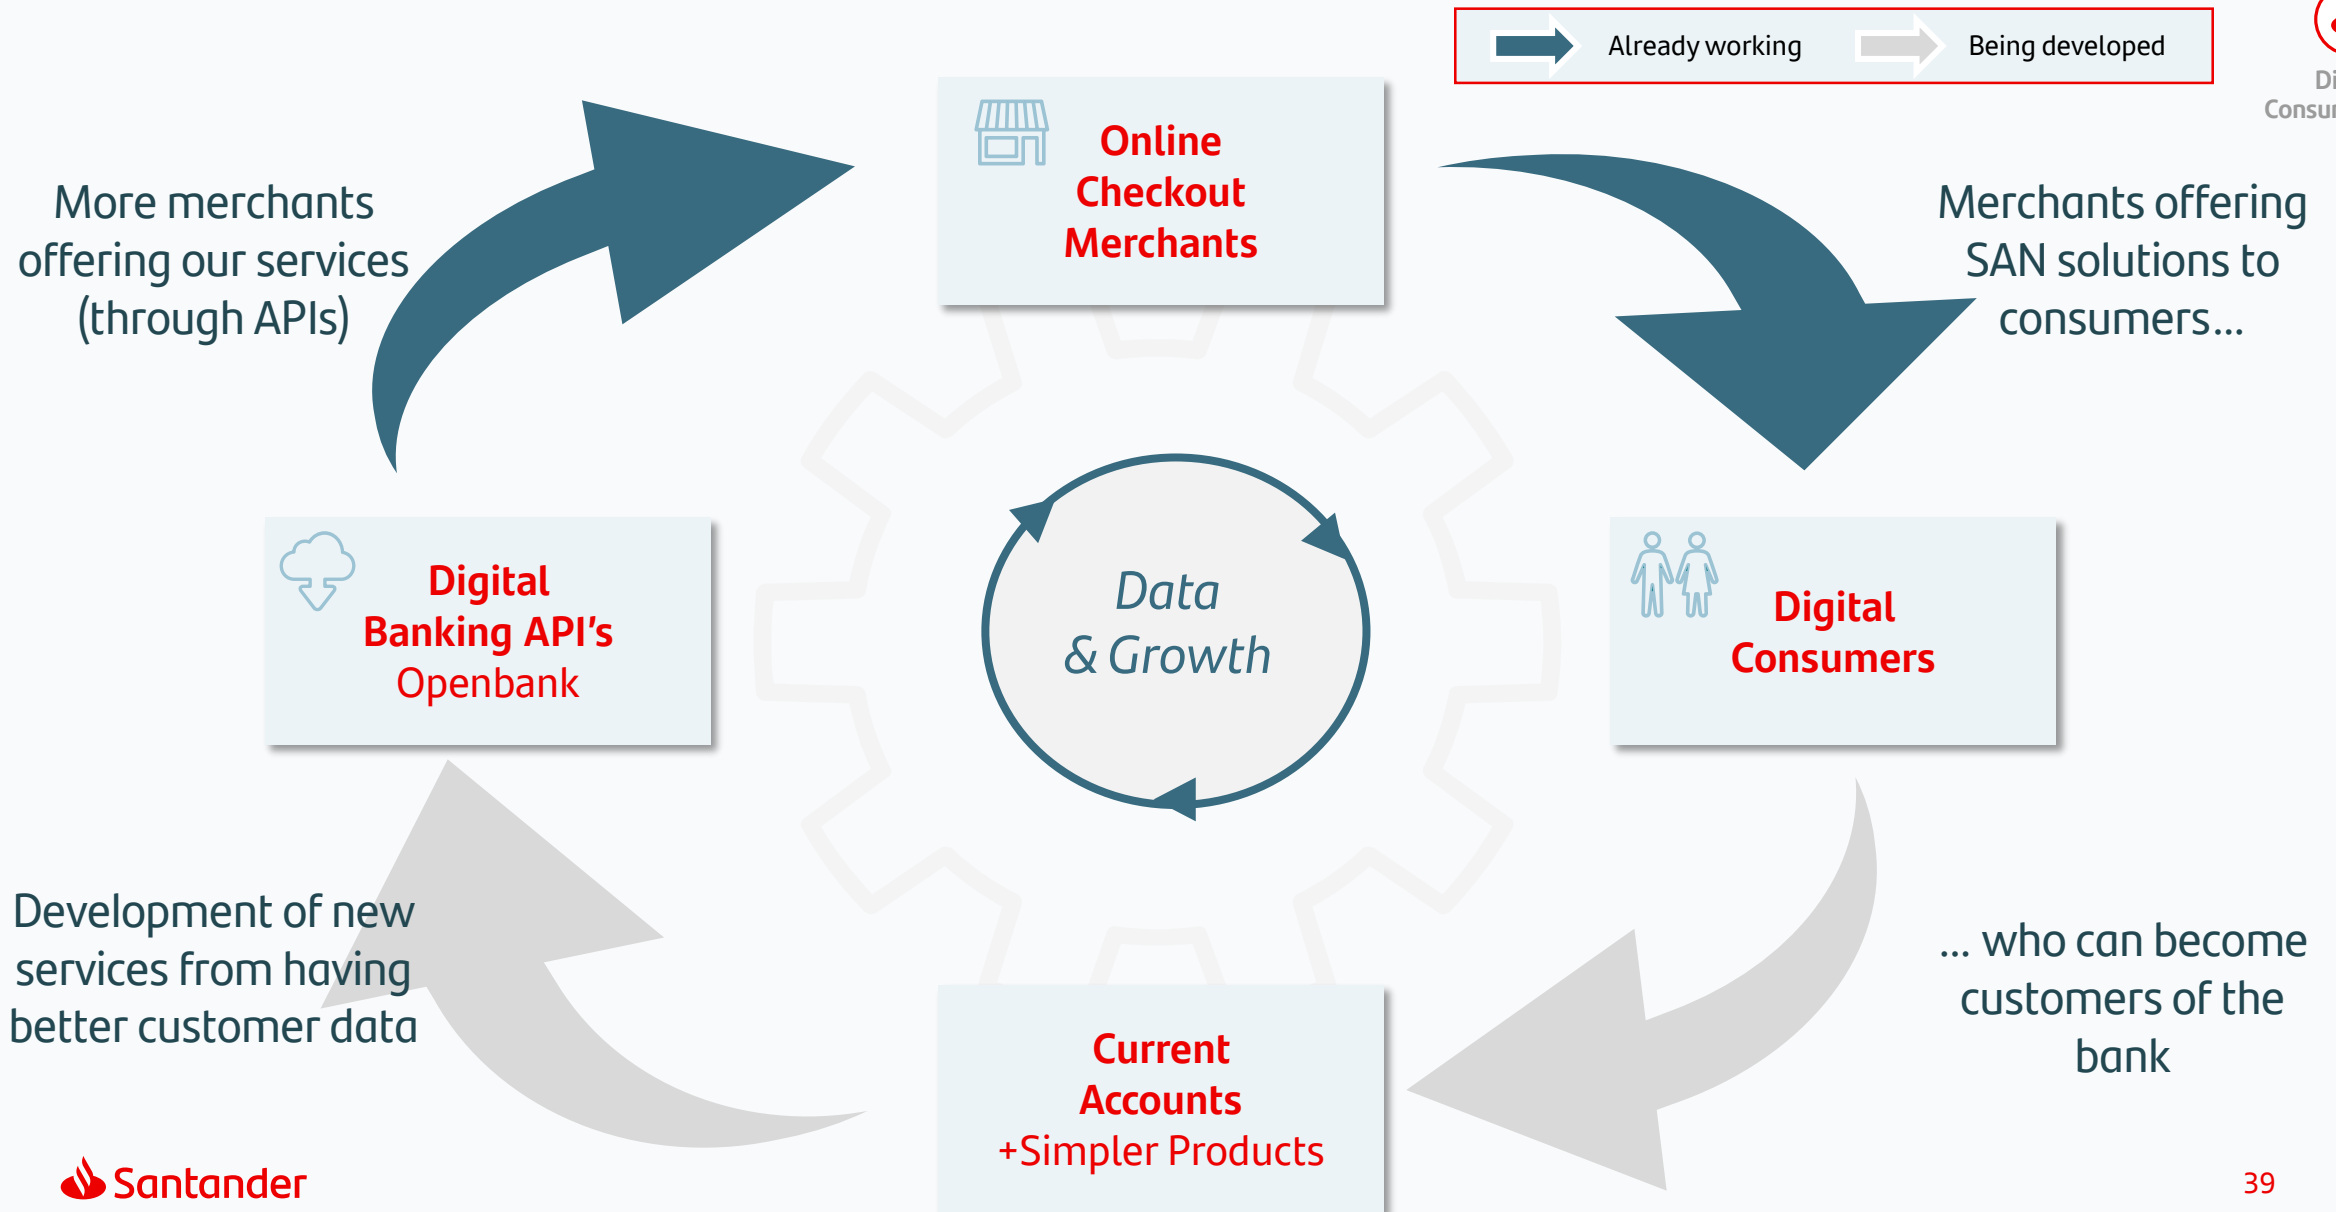 Already working
Being developed
Online
Checkout
Merchants
More merchants
offering our services
(through APIs)
Merchants offering
SAN solutions to
consumers...
Digital
Banking API's
Openbank
Data
& Growth
Digital
Consumers
Development of new
services from having
better customer data
... who can become
customers of the
bank
Current
Accounts
+Simpler Products
Santander
39